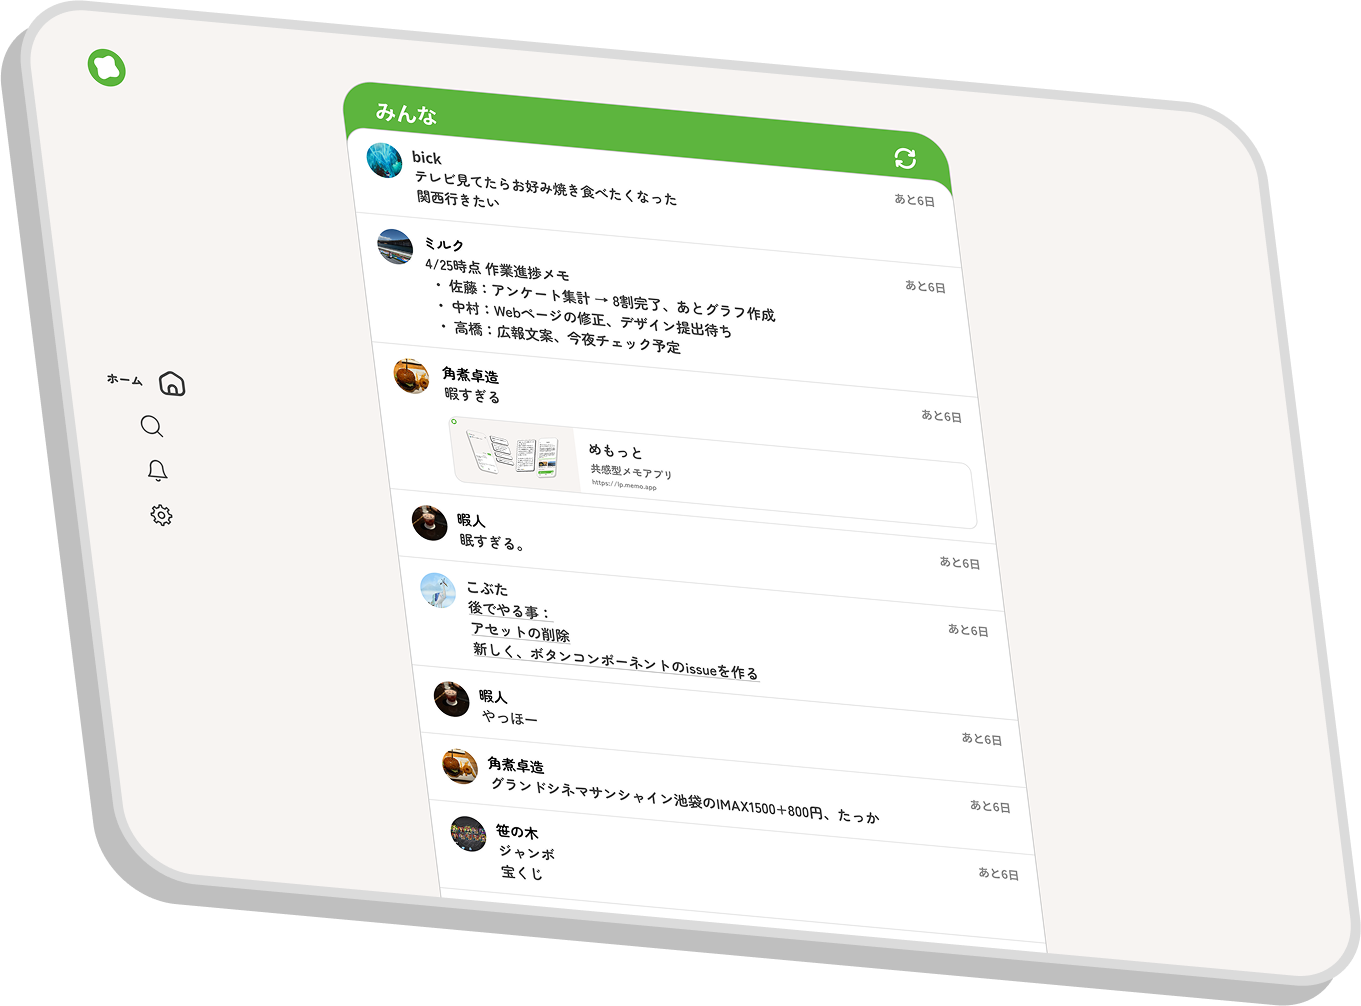 みんな
bick
あと6日
テレビ見てたらお好み焼き食べたくなった
関西行きたい
ミルク
あと6日
4/25時点 作業進捗メモ
・佐藤：アンケート集計 → 8割完了、あとグラフ作成
・中村：Webページの修正、デザイン提出待ち
・高橋：広報文案、今夜チェック予定
ホーム
角煮卓造
あと6日
暇すぎる
めもっと
共感型メモアプリ
https://lp.memo.app
暇人
あと6日
眠すぎる。
こぶた
あと6日
後でやる事：
アセットの削除
新しく、ボタンコンポーネントのissueを作る
暇人
あと6日
やっほー
角煮卓造
あと6日
グランドシネマサンシャイン池袋のIMAX1500+800円、たっか
笹の木
あと6日
ジャンボ
宝くじ